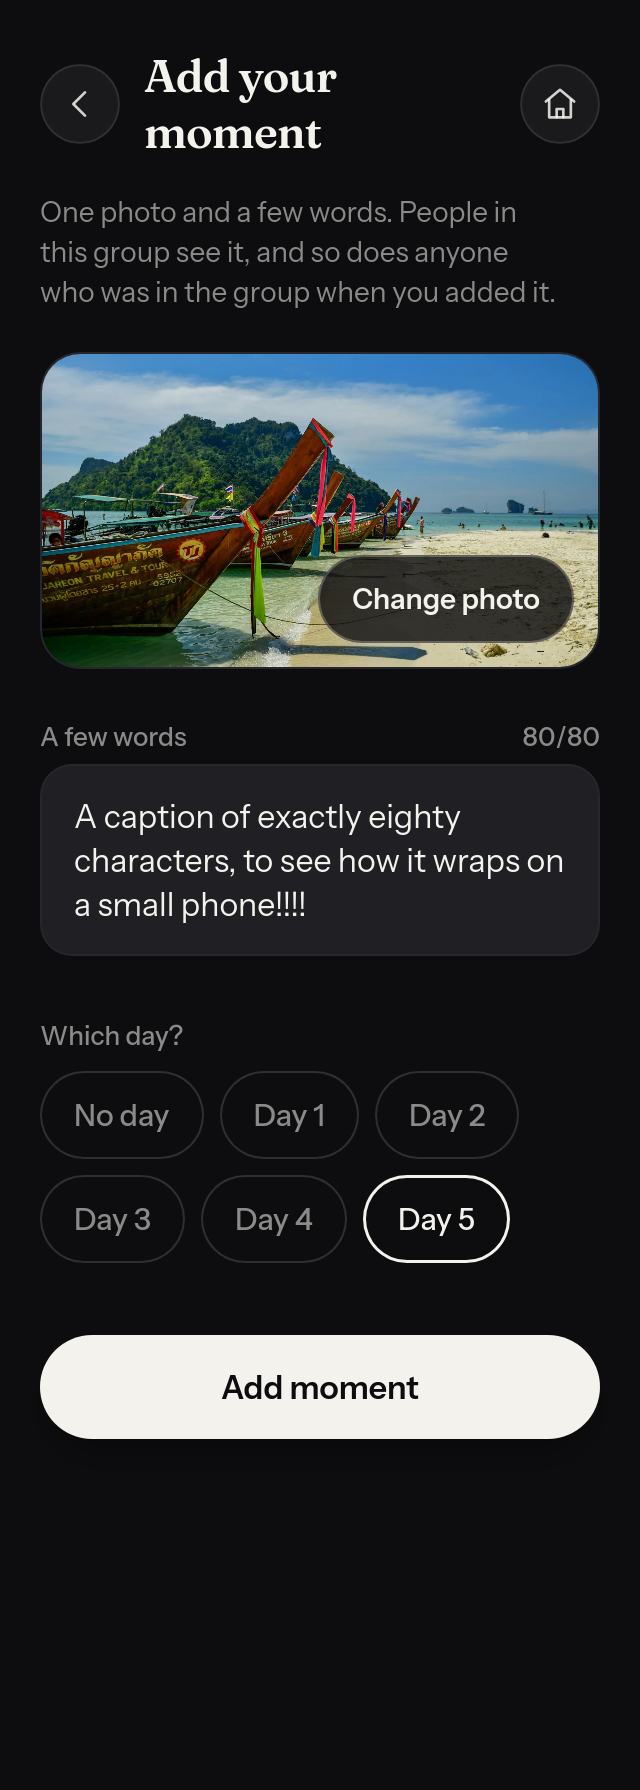 Add your
moment
One photo and a few words. People in
this group see it, and so does anyone
who was in the group when you added it.
JAREON TRAVEL & TOUR
Change photo
A few words 80/80
A caption of exactly eighty
characters, to see how it wraps on
a small phone!!!!
Which day?
No day Day 1 Day 2
Day 3 Day 4 Day 5
Add moment